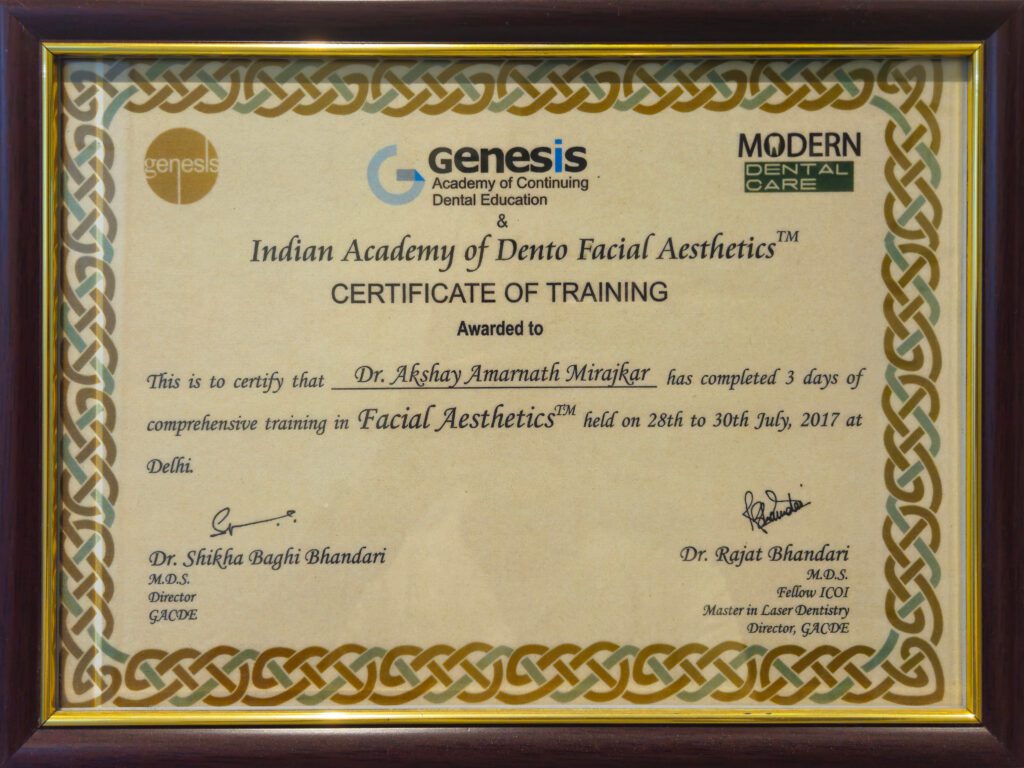 genesis
Genesis
Academy of Continuing
Dental Education
MODERN
DENTAL
CARE
&
Indian Academy of Dento Facial Aesthetics™
CERTIFICATE OF TRAINING
Awarded to
This is to certify that Dr. Akshay Amarnath Mirajkar has completed 3 days of
comprehensive training in Facial Aesthetics™ held on 28th to 30th July, 2017 at
Delhi.
Dr. Shikha Baghi Bhandari
M.D.S.
Director
GACDE
Dr. Rajat Bhandari
M.D.S.
Fellow ICOI
Master in Laser Dentistry
Director, GACDE